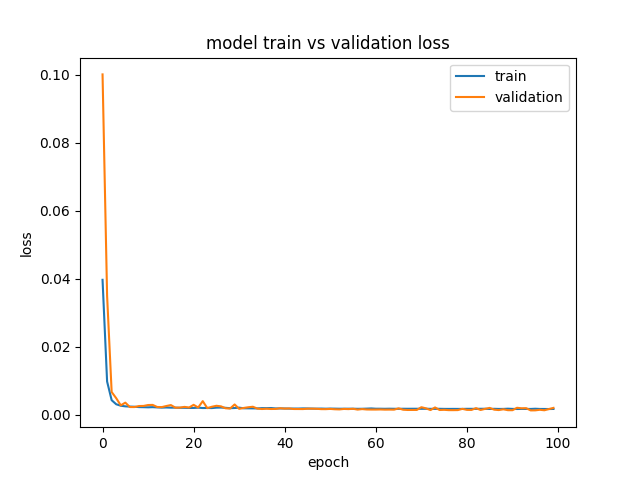 model train vs validation loss
train
validation
loss
0.10
0.08
0.06
0.04
0.02
0.00
0 20 40 60 80 100
epoch